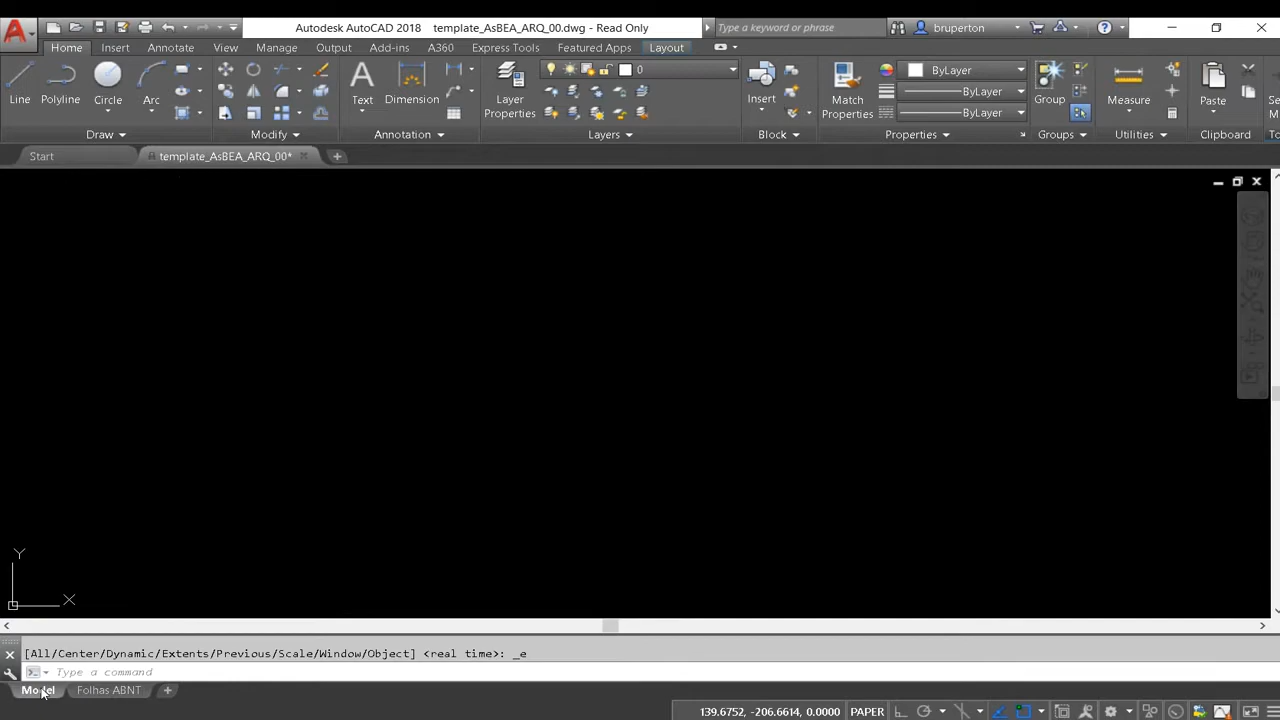 Autodesk AutoCAD 2018 template_AsBEA_ARQ_00.dwg - Read Only
Type a keyword or phrase
bruperton
Home Insert Annotate View Manage Output Add-ins A360 Express Tools Featured Apps Layout
0
ByLayer
ByLayer
ByLayer
Line Polyline Circle Arc Text Dimension
Layer Properties
Insert
Match Properties
Group
Measure
Paste
Draw Modify Annotation Layers Block Properties Groups Utilities Clipboard
Start template_AsBEA_ARQ_00*
Y
X
[All/Center/Dynamic/Extents/Previous/Scale/Window/Object] <real time>: _e
Type a command
Model Folhas ABNT
139.6752, -206.6614, 0.0000 PAPER